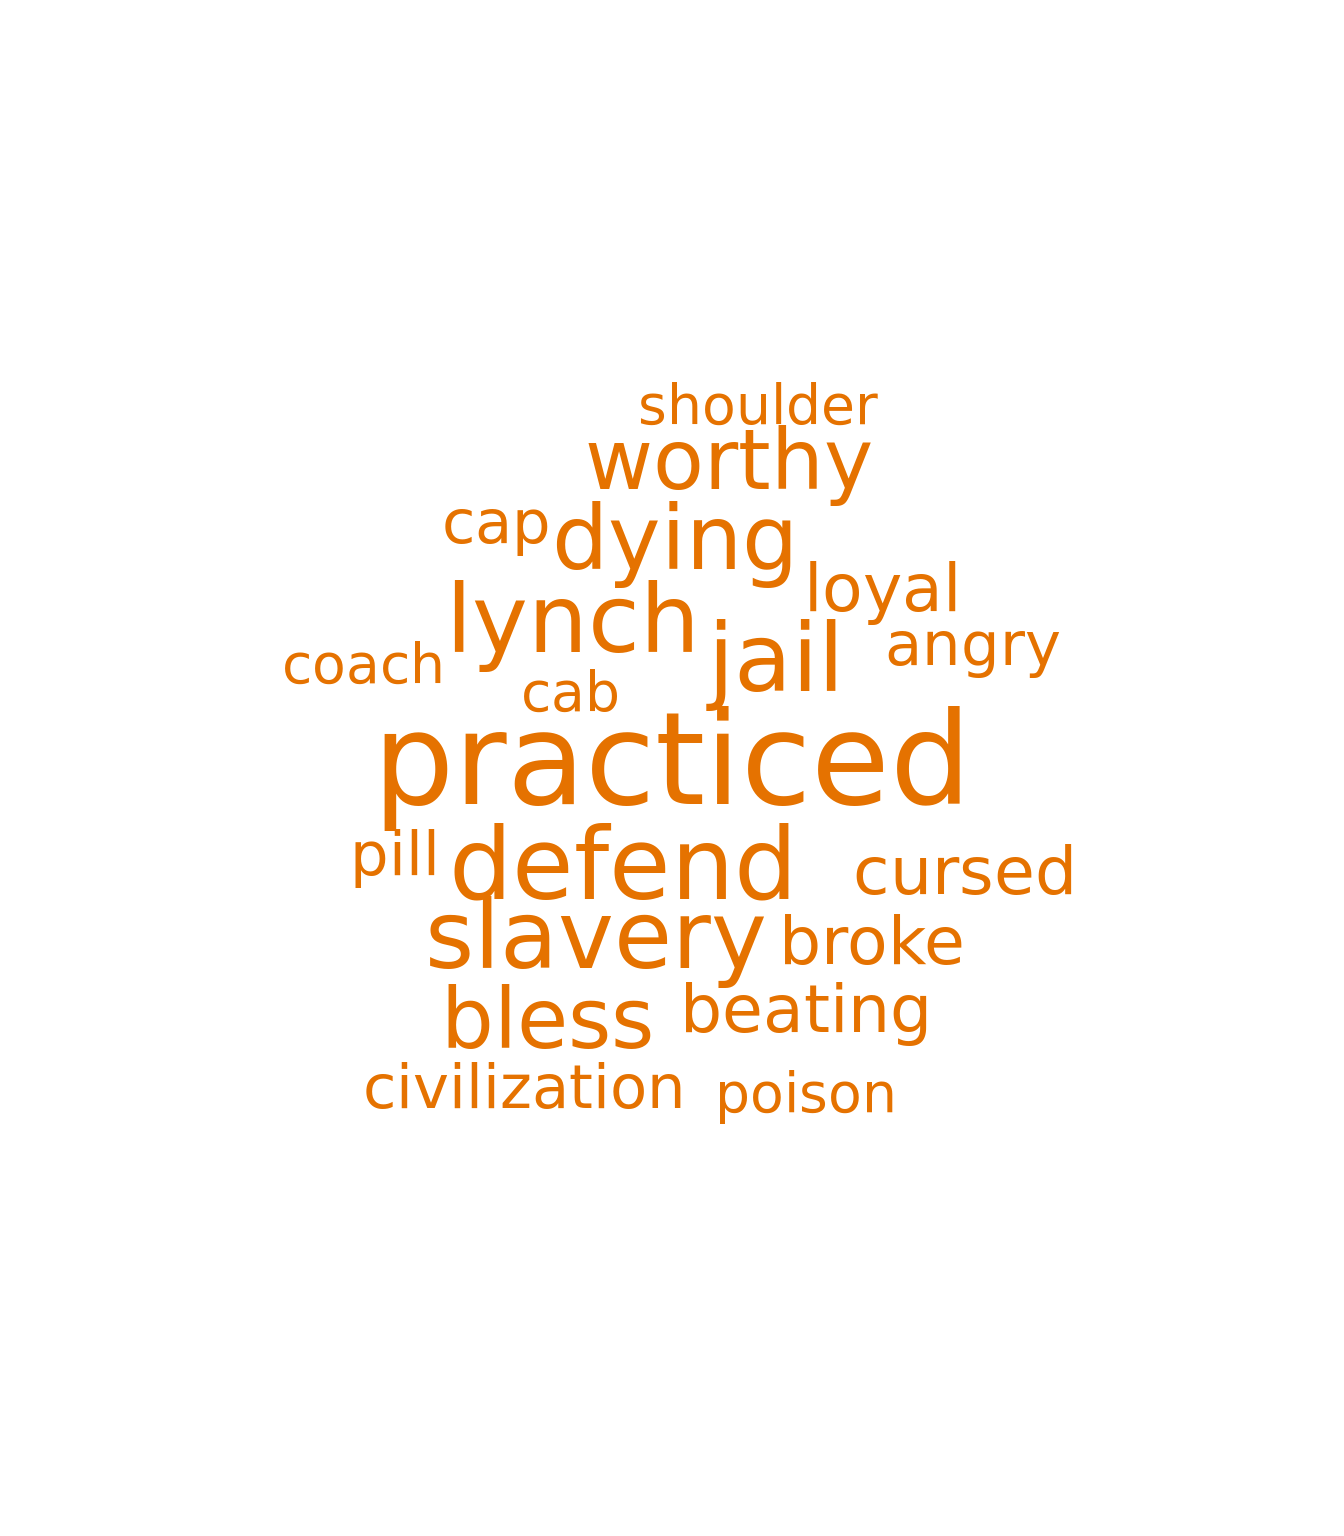 shoulder
worthy
cap dying
loyal
lynch
jail angry
coach
cab
practiced
pill defend cursed
slavery broke
bless beating
civilization poison